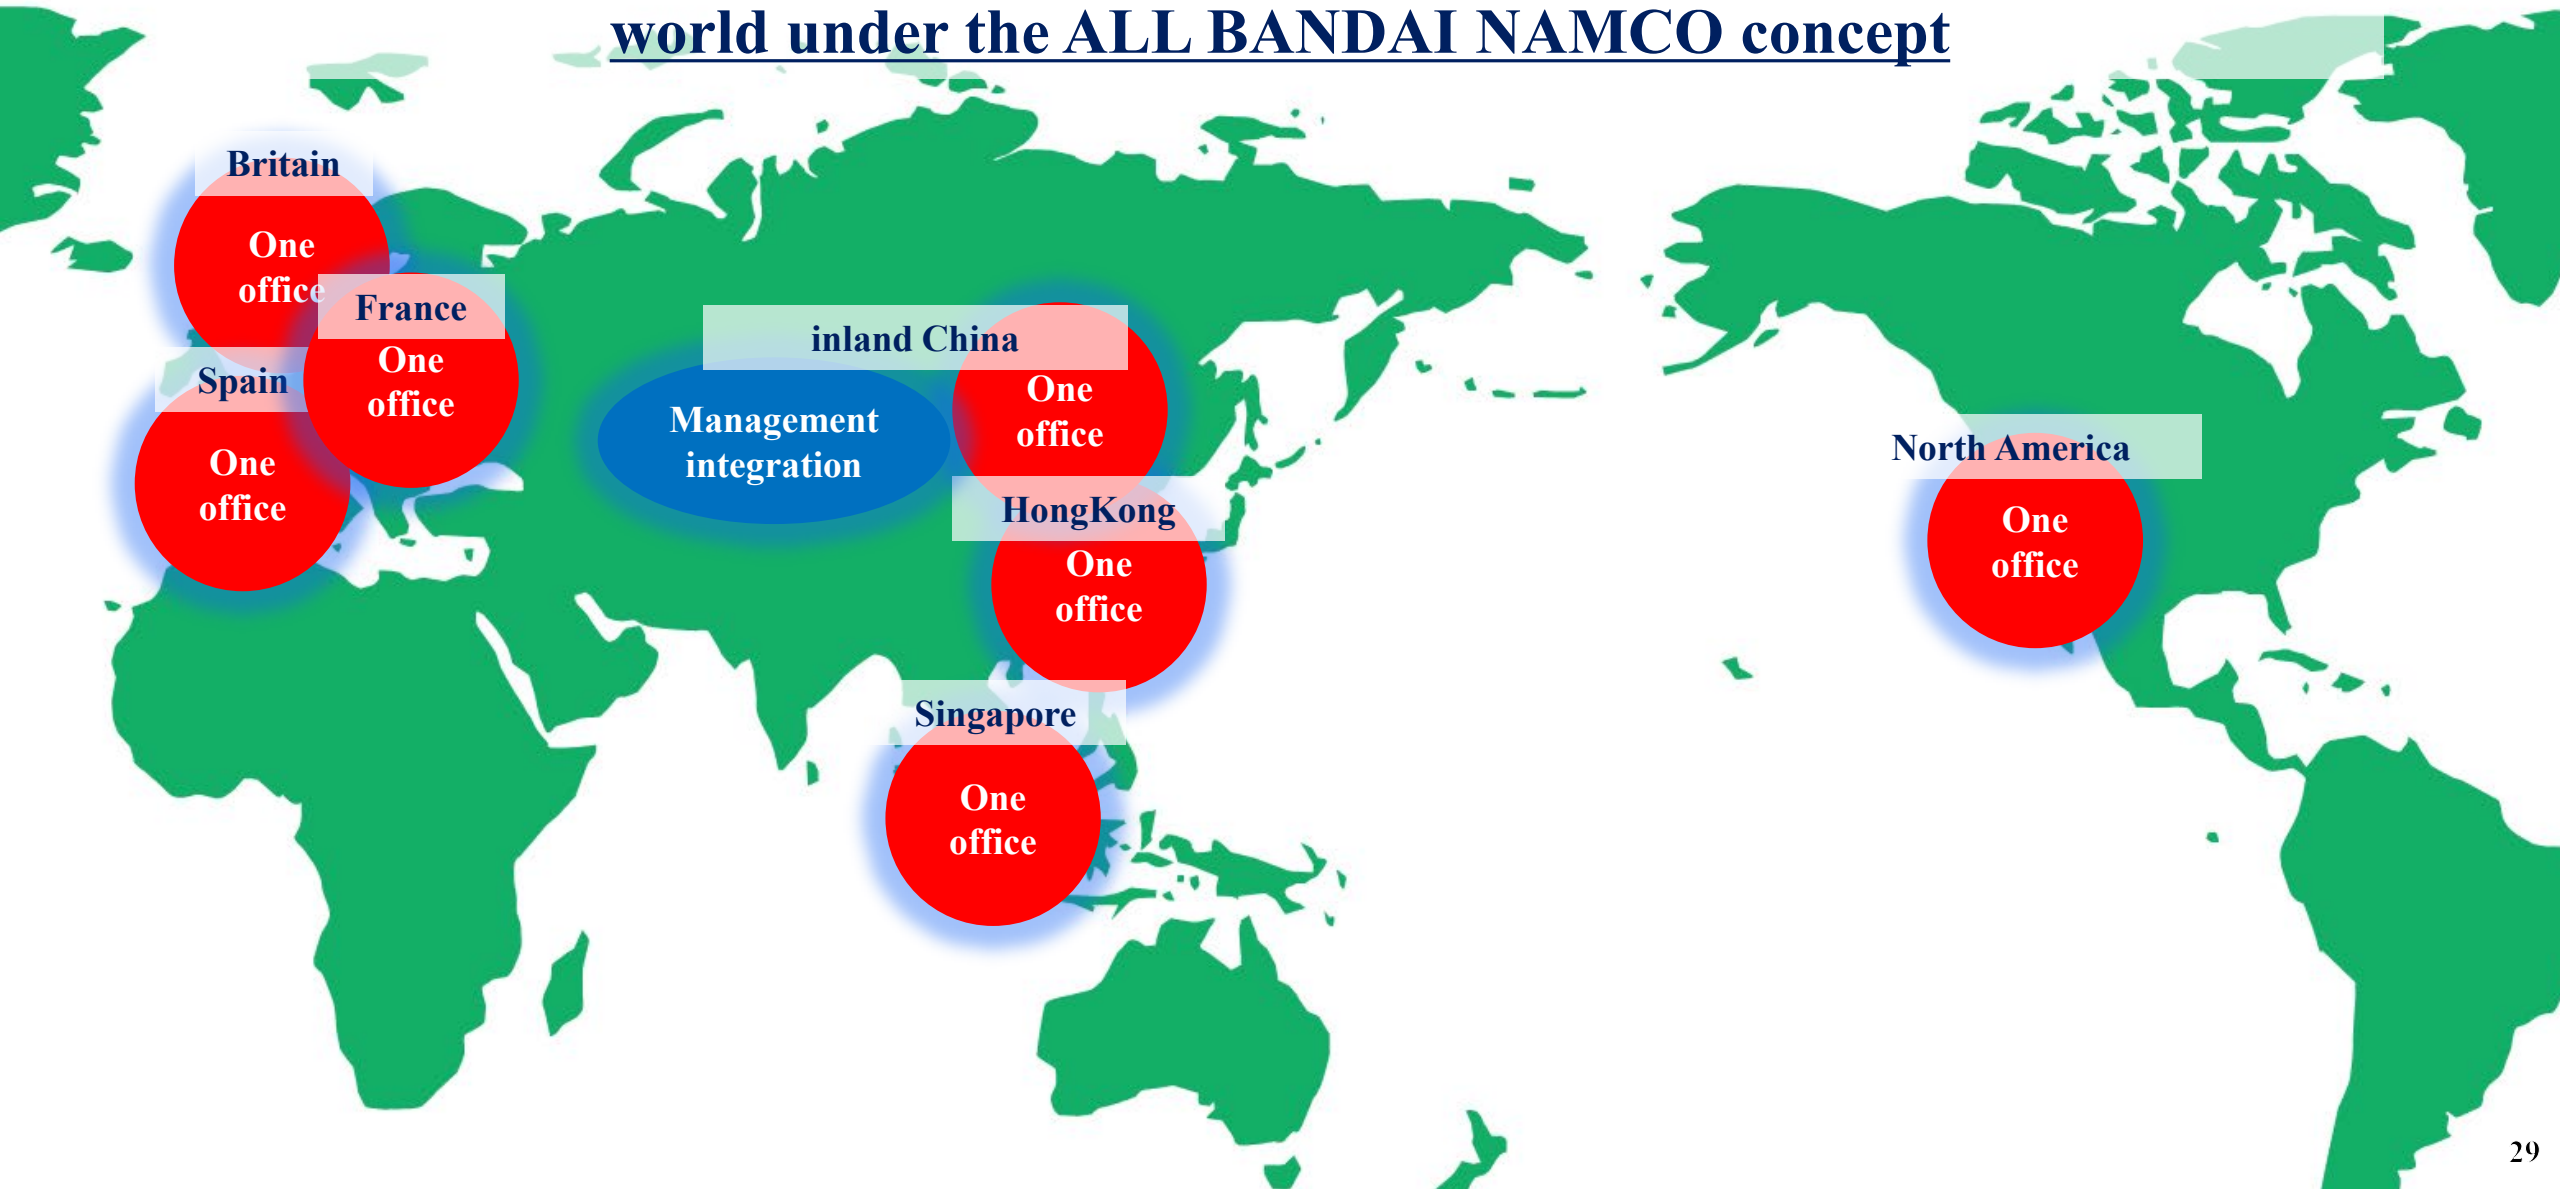 world under the ALL BANDAI NAMCO concept
Britain
One
office
France
One
office
Spain
One
office
inland China
One
office
Management
integration
HongKong
One
office
Singapore
One
office
North America
One
office
29